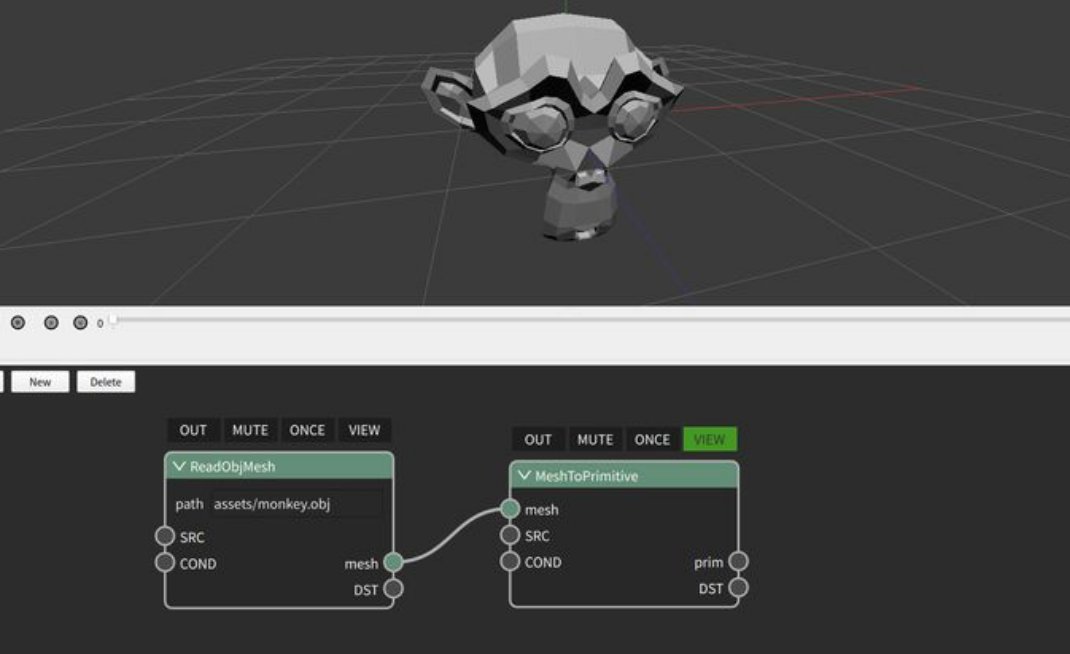 0
New Delete
OUT MUTE ONCE VIEW
ReadObjMesh
path assets/monkey.obj
SRC
COND
mesh
DST
OUT MUTE ONCE VIEW
MeshToPrimitive
mesh
SRC
COND
prim
DST